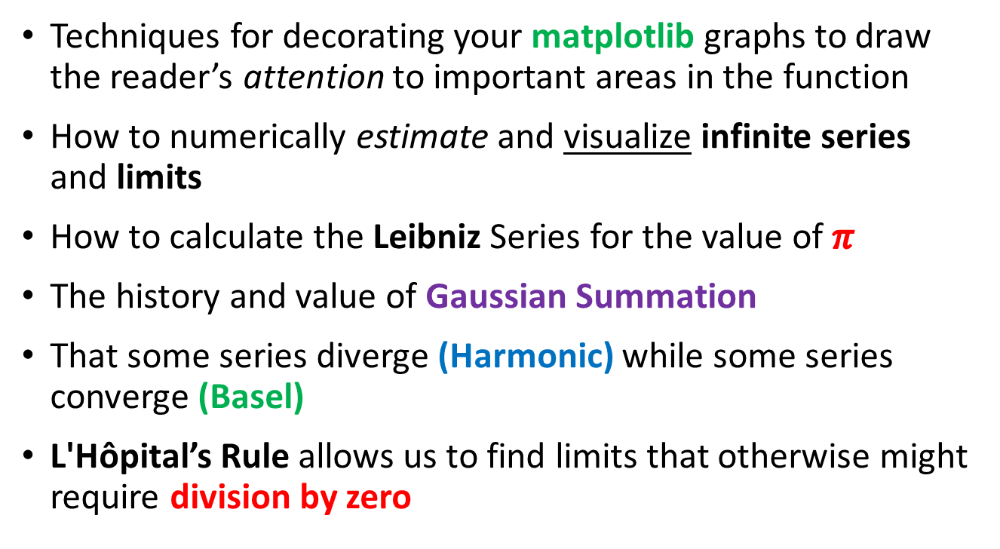 • Techniques for decorating your matplotlib graphs to draw
the reader’s attention to important areas in the function
• How to numerically estimate and visualize infinite series
and limits
• How to calculate the Leibniz Series for the value of π
• The history and value of Gaussian Summation
• That some series diverge (Harmonic) while some series
converge (Basel)
• L'Hôpital’s Rule allows us to find limits that otherwise might
require division by zero